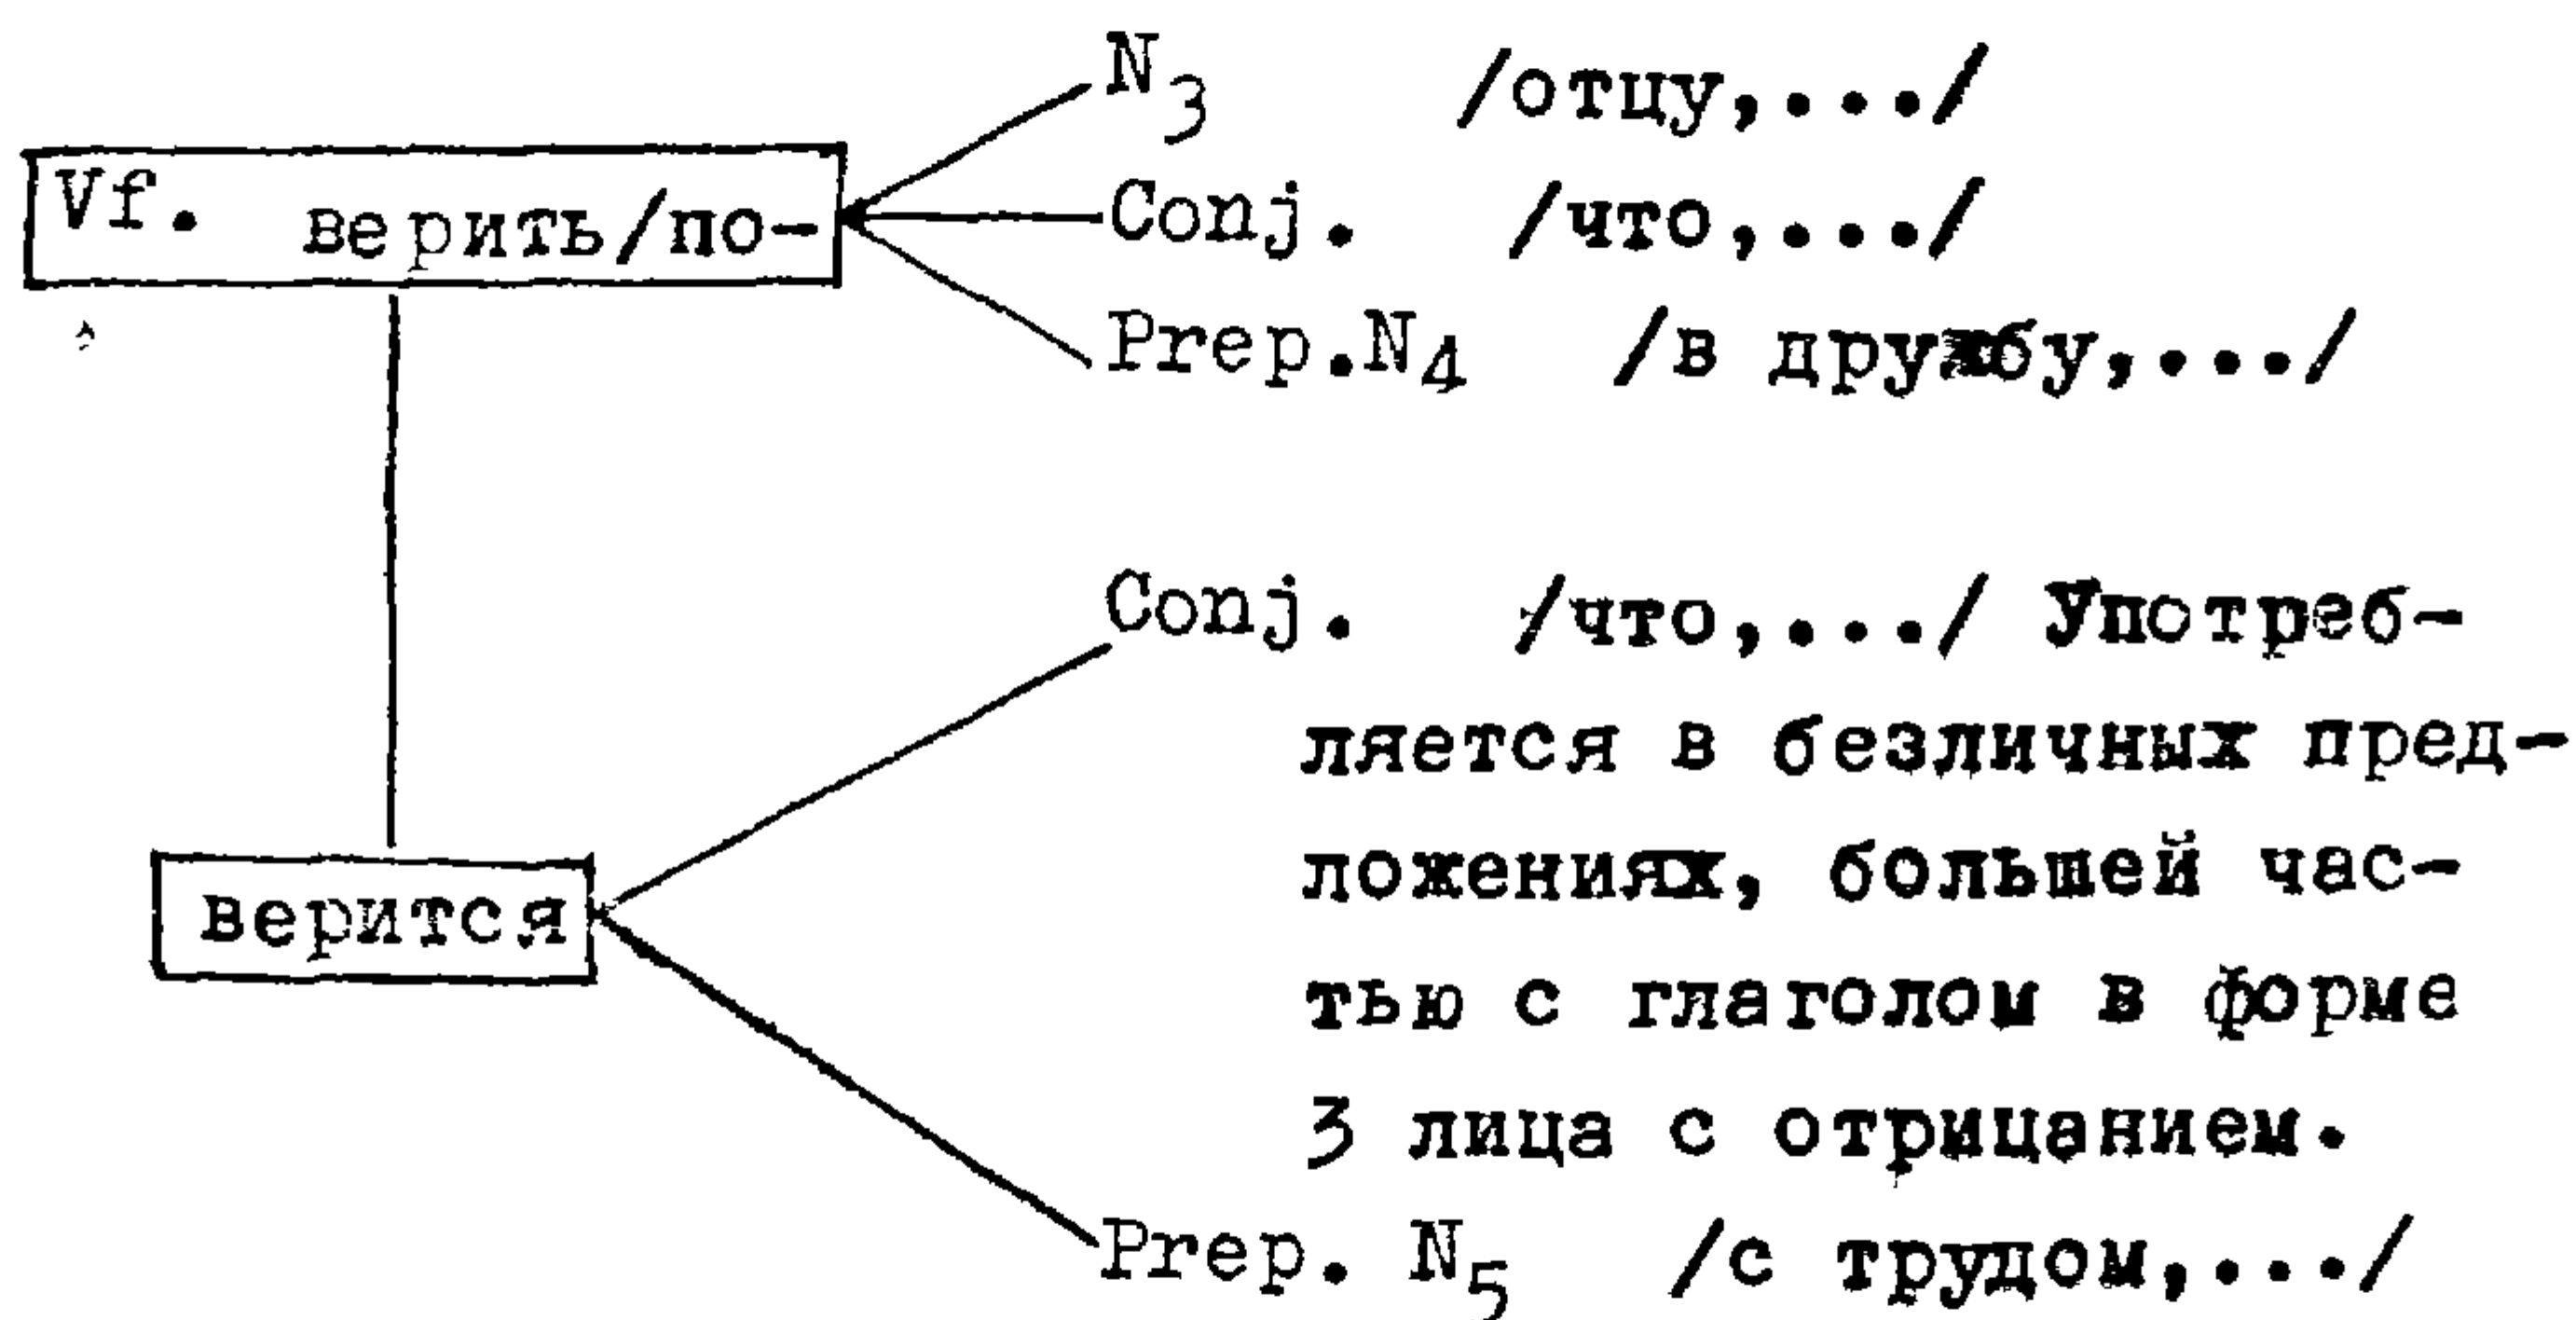 N₃ /отцу,.../
Vf. верить/по-
Conj. /что,.../
Prep.N₄ /в дружбу,.../
Conj. /что,.../ Употреб-
ляется в безличных пред-
ложениях, большей час-
верится
тью с глаголом в форме
3 лица с отрицанием.
Prep. N₅ /с трудом,.../